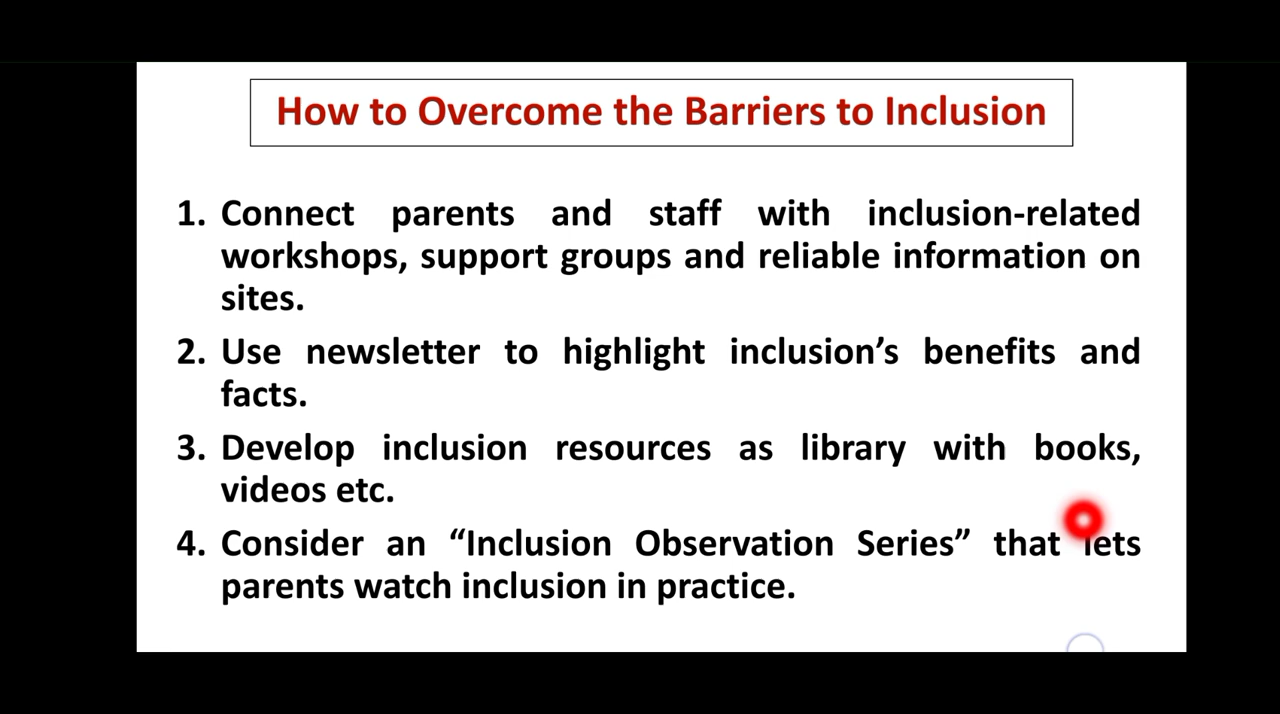 How to Overcome the Barriers to Inclusion
1. Connect parents and staff with inclusion-related
workshops, support groups and reliable information on
sites.
2. Use newsletter to highlight inclusion’s benefits and
facts.
3. Develop inclusion resources as library with books,
videos etc.
4. Consider an “Inclusion Observation Series” that lets
parents watch inclusion in practice.